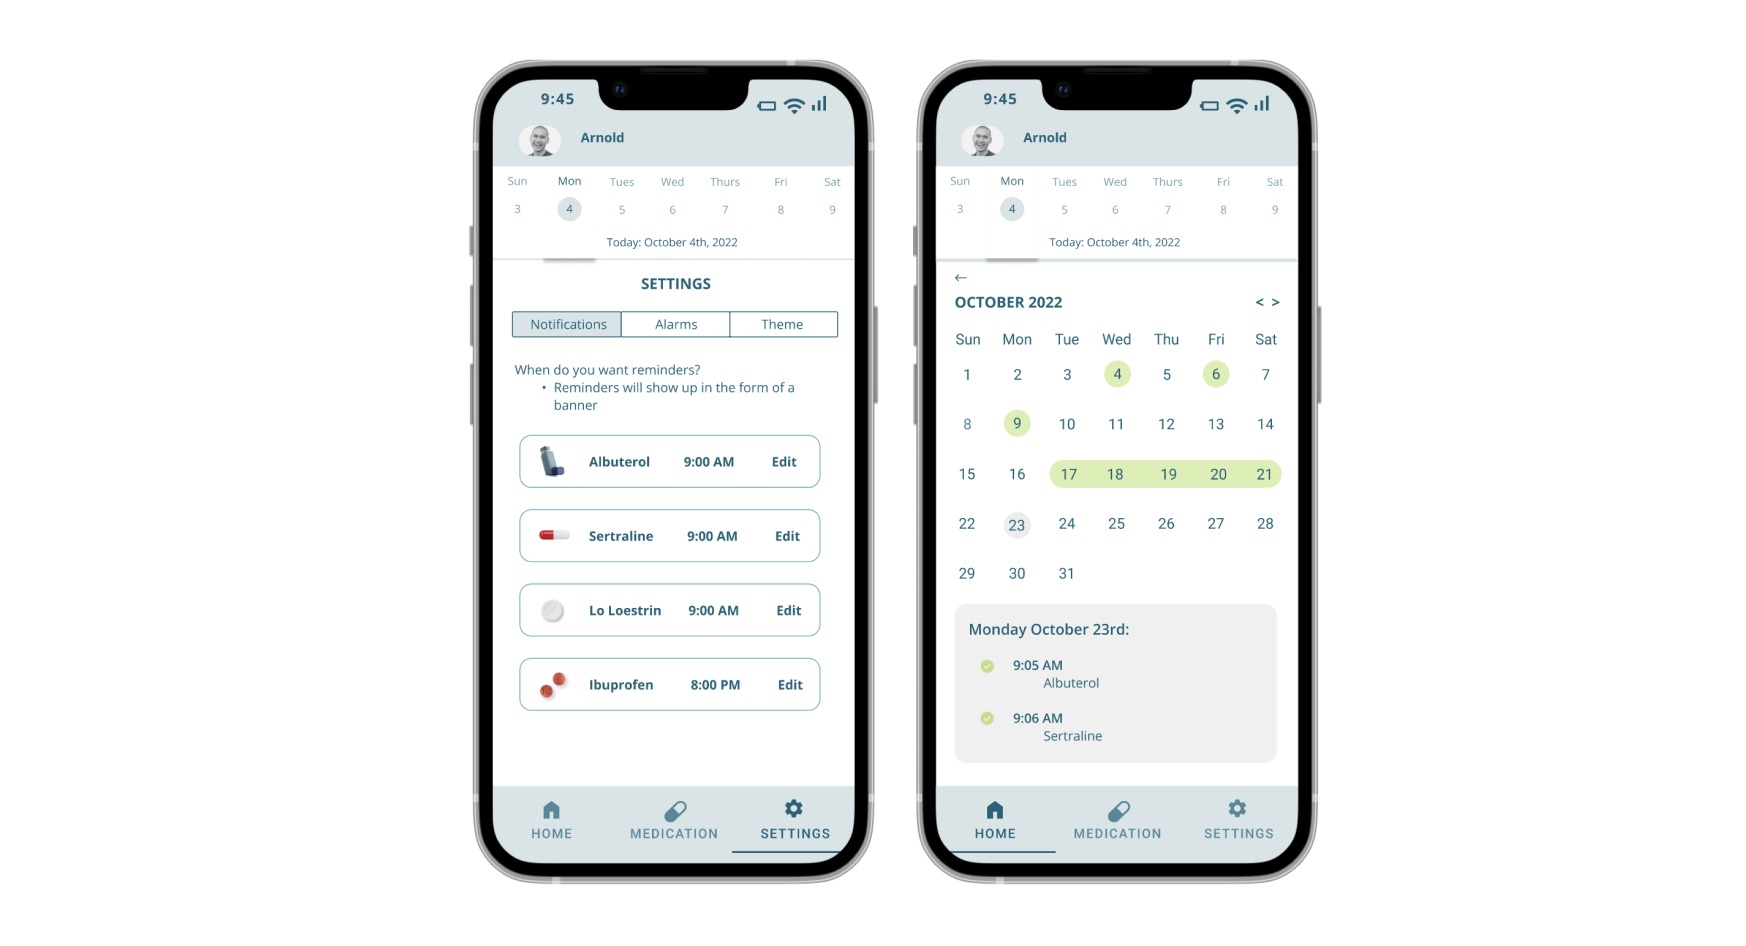 9:45
Arnold
Sun Mon Tues Wed Thurs Fri Sat
3 4 5 6 7 8 9
Today: October 4th, 2022
SETTINGS
Notifications Alarms Theme
When do you want reminders?
• Reminders will show up in the form of a
banner
Albuterol 9:00 AM Edit
Sertraline 9:00 AM Edit
Lo Loestrin 9:00 AM Edit
Ibuprofen 8:00 PM Edit
HOME MEDICATION SETTINGS
9:45
Arnold
Sun Mon Tues Wed Thurs Fri Sat
3 4 5 6 7 8 9
Today: October 4th, 2022
←
OCTOBER 2022 < >
Sun Mon Tue Wed Thu Fri Sat
1 2 3 4 5 6 7
8 9 10 11 12 13 14
15 16 17 18 19 20 21
22 23 24 25 26 27 28
29 30 31
Monday October 23rd:
9:05 AM
Albuterol
9:06 AM
Sertraline
HOME MEDICATION SETTINGS